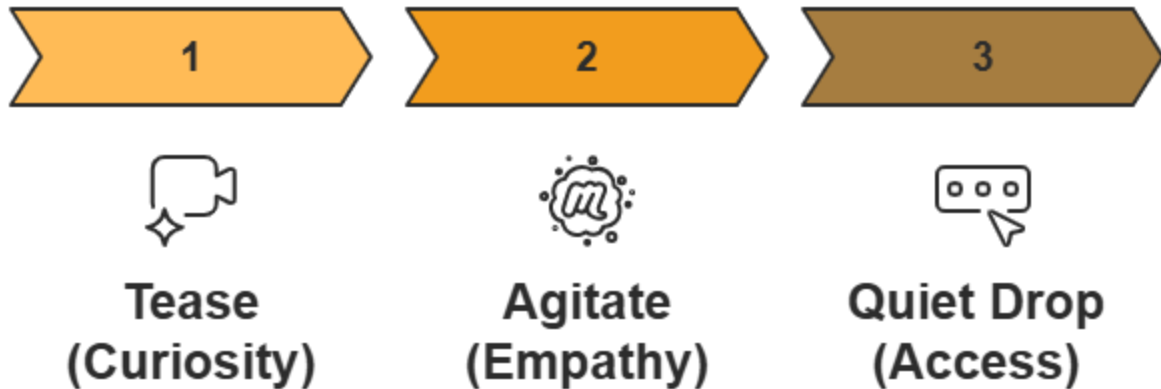 1
2
3
m
Tease
(Curiosity)
Agitate
(Empathy)
Quiet Drop
(Access)